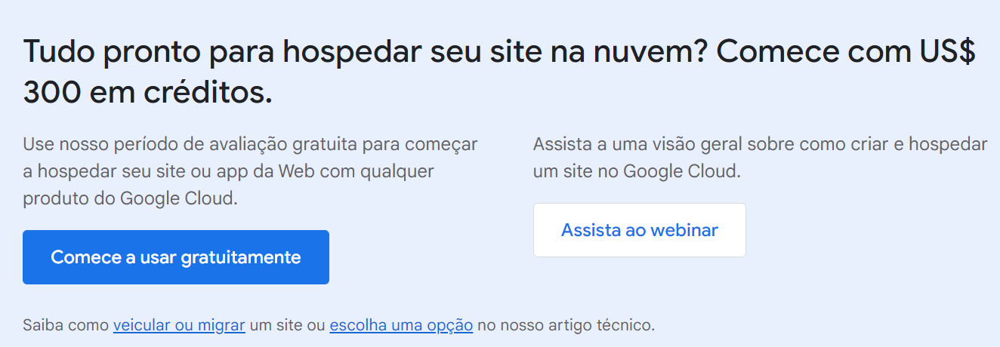 Tudo pronto para hospedar seu site na nuvem? Comece com US$
300 em créditos.
Use nosso período de avaliação gratuita para começar
a hospedar seu site ou app da Web com qualquer
produto do Google Cloud.
Comece a usar gratuitamente
Assista a uma visão geral sobre como criar e hospedar
um site no Google Cloud.
Assista ao webinar
Saiba como veicular ou migrar um site ou escolha uma opção no nosso artigo técnico.